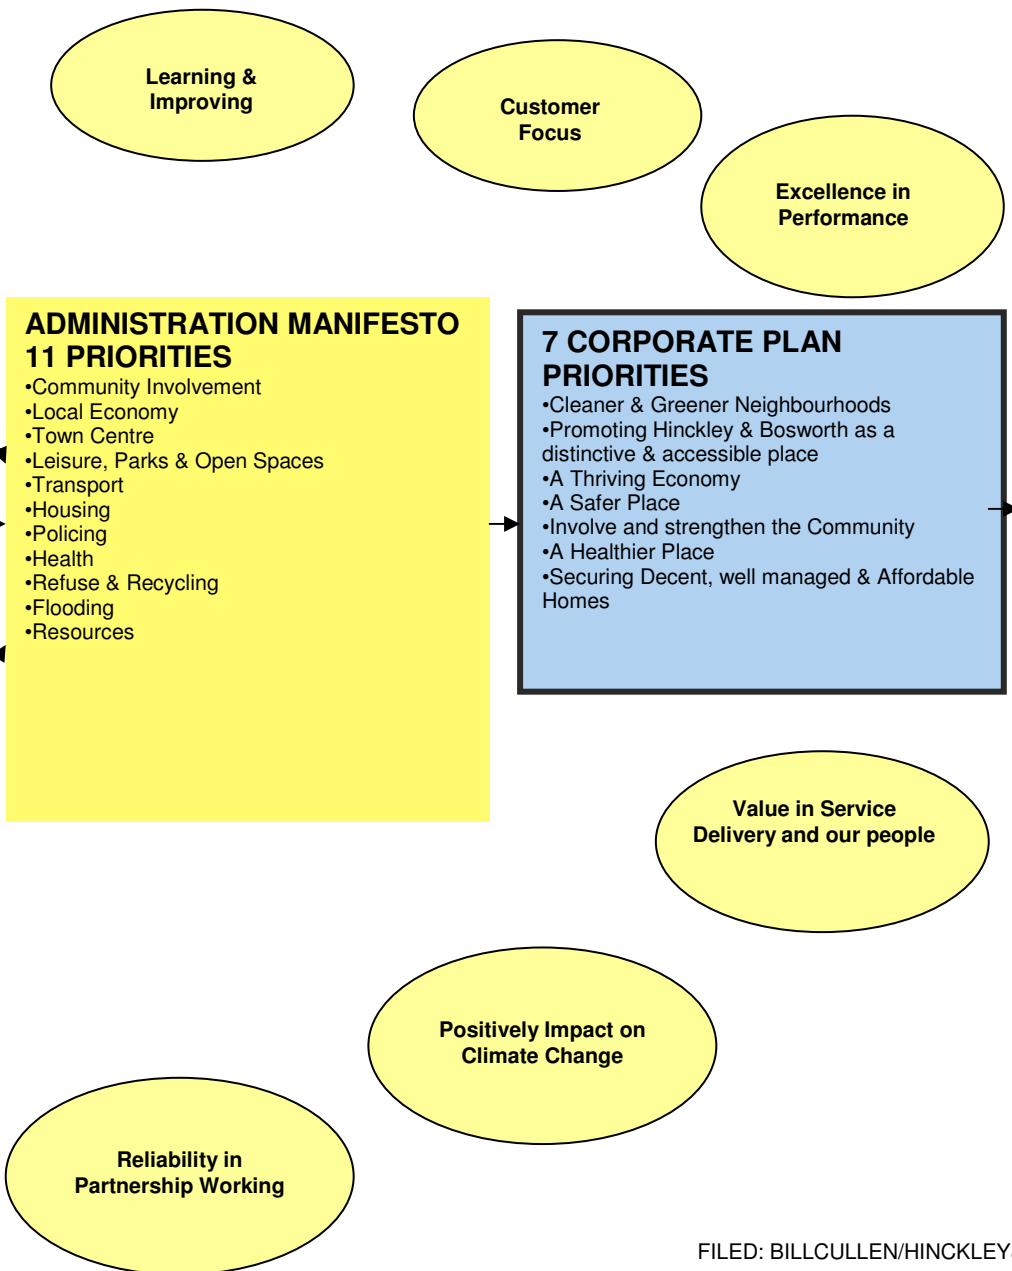 Learning &
Improving
Customer
Focus
Excellence in
Performance
ADMINISTRATION MANIFESTO
11 PRIORITIES
•Community Involvement
•Local Economy
•Town Centre
•Leisure, Parks & Open Spaces
•Transport
•Housing
•Policing
•Health
•Refuse & Recycling
•Flooding
•Resources
7 CORPORATE PLAN
PRIORITIES
•Cleaner & Greener Neighbourhoods
•Promoting Hinckley & Bosworth as a
distinctive & accessible place
•A Thriving Economy
•A Safer Place
•Involve and strengthen the Community
•A Healthier Place
•Securing Decent, well managed & Affordable
Homes
Value in Service
Delivery and our people
Positively Impact on
Climate Change
Reliability in
Partnership Working
FILED: BILLCULLEN/HINCKLEY